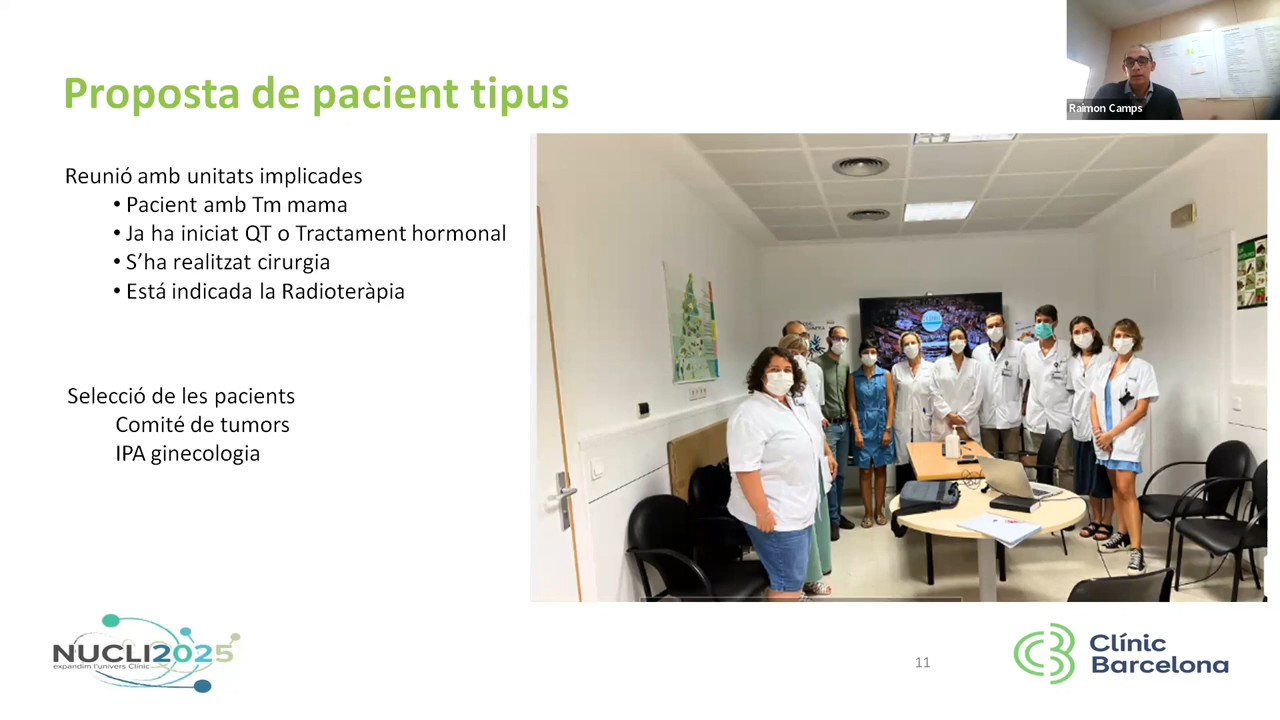 Proposta de pacient tipus
Raimon Camps
Reunió amb unitats implicades
• Pacient amb Tm mama
• Ja ha iniciat QT o Tractament hormonal
• S’ha realitzat cirurgia
• Está indicada la Radioteràpia
Selecció de les pacients
Comité de tumors
IPA ginecologia
NUCLI2025
expandim l'univers Clínic
11
Clínic
Barcelona